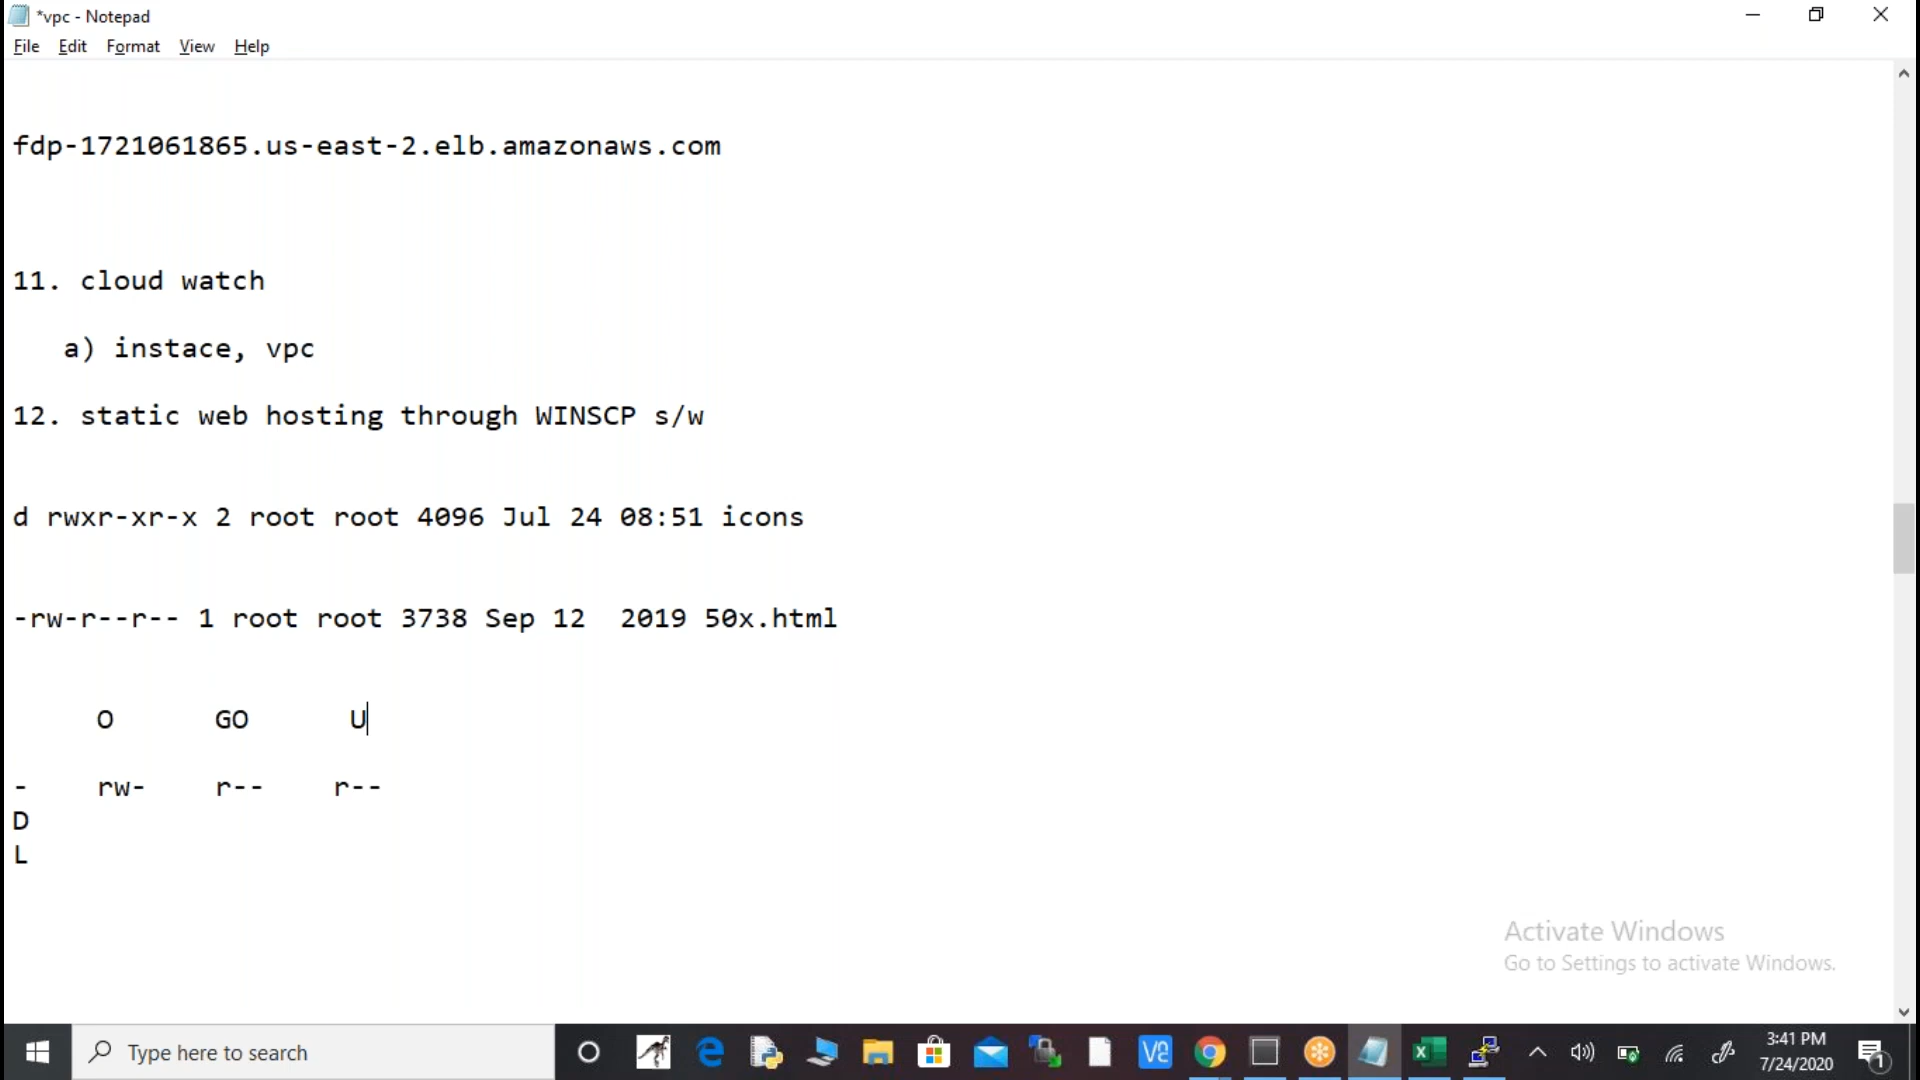 *vpc - Notepad
File Edit Format View Help
fdp-1721061865.us-east-2.elb.amazonaws.com
11. cloud watch
a) instace, vpc
12. static web hosting through WINSCP s/w
d rwxr-xr-x 2 root root 4096 Jul 24 08:51 icons
-rw-r--r-- 1 root root 3738 Sep 12  2019 50x.html
O GO U
- rw- r-- r--
D
L
Activate Windows
Go to Settings to activate Windows.
Type here to search
3:41 PM
7/24/2020
1